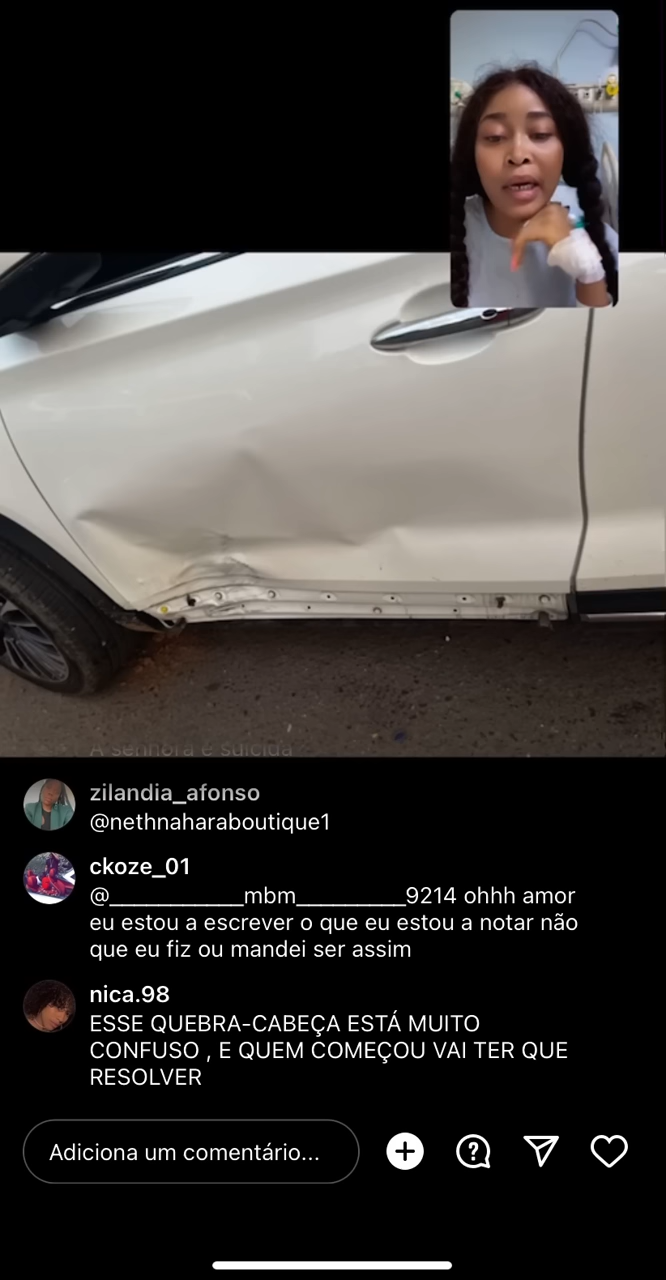 A senhora é suicida
zilandia_afonso
@nethnaharaboutique1
ckoze_01
@____________mbm__________9214 ohhh amor
eu estou a escrever o que eu estou a notar não
que eu fiz ou mandei ser assim
nica.98
ESSE QUEBRA-CABEÇA ESTÁ MUITO
CONFUSO , E QUEM COMEÇOU VAI TER QUE
RESOLVER
Adiciona um comentário...